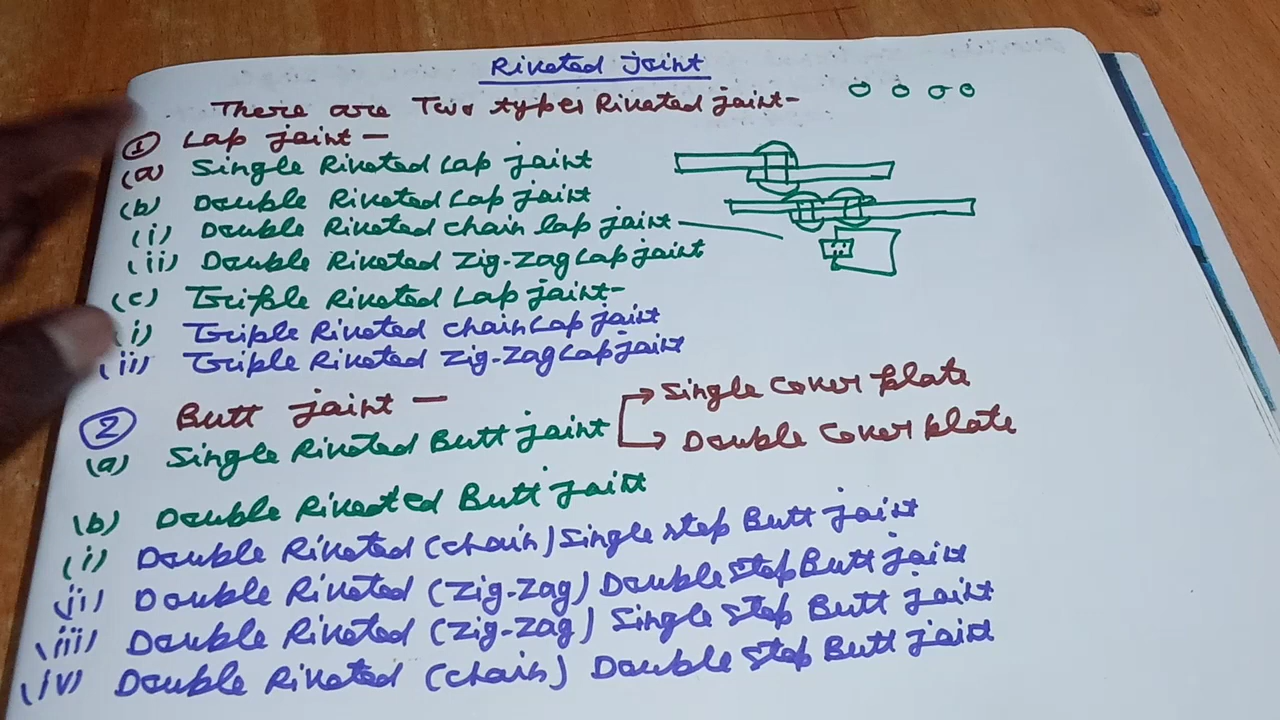 Riveted Joint
There are Two types Riveted joint-
① Lap joint —
(a) Single Riveted Lap joint
(b) Double Riveted Lap joint
(i) Double Riveted chain lap joint
(ii) Double Riveted Zig-Zag Lap joint
(c) Triple Riveted Lap joint-
(i) Triple Riveted chain Lap joint
(ii) Triple Riveted Zig-Zag Lap joint
② Butt joint —
(a) Single Riveted Butt joint
Single Cover plate
Double Cover plate
(b) Double Riveted Butt joint
(i) Double Riveted (chain) Single step Butt joint
(ii) Double Riveted (Zig-Zag) Double step Butt joint
(iii) Double Riveted (Zig-Zag) Single step Butt joint
(iv) Double Riveted (chain) Double step Butt joint